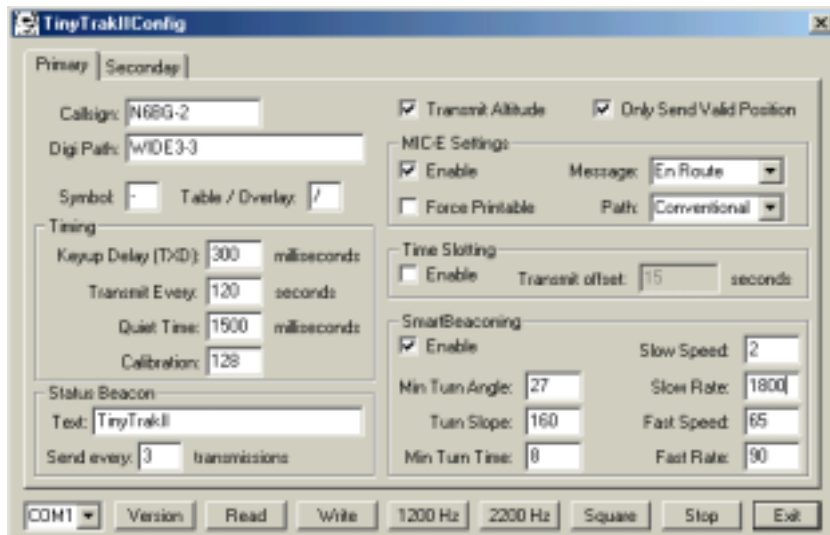 TinyTrakIIConfig
Primary Seconday
Callsign: N6BG-2
Digi Path: WIDE3-3
Symbol: - Table / Overlay: /
Timing
Keyup Delay (TXD): 300 milliseconds
Transmit Every: 120 seconds
Quiet Time: 1500 milliseconds
Calibration: 128
Status Beacon
Text: TinyTrakII
Send every: 3 transmissions
Transmit Altitude Only Send Valid Position
MIC-E Settings
Enable Message: En Route
Force Printable Path: Conventional
Time Slotting
Enable Transmit offset: 15 seconds
SmartBeaconing
Enable Slow Speed: 2
Min Turn Angle: 27 Slow Rate: 1800
Turn Slope: 160 Fast Speed: 65
Min Turn Time: 8 Fast Rate: 90
COM1 Version Read Write 1200 Hz 2200 Hz Square Stop Exit